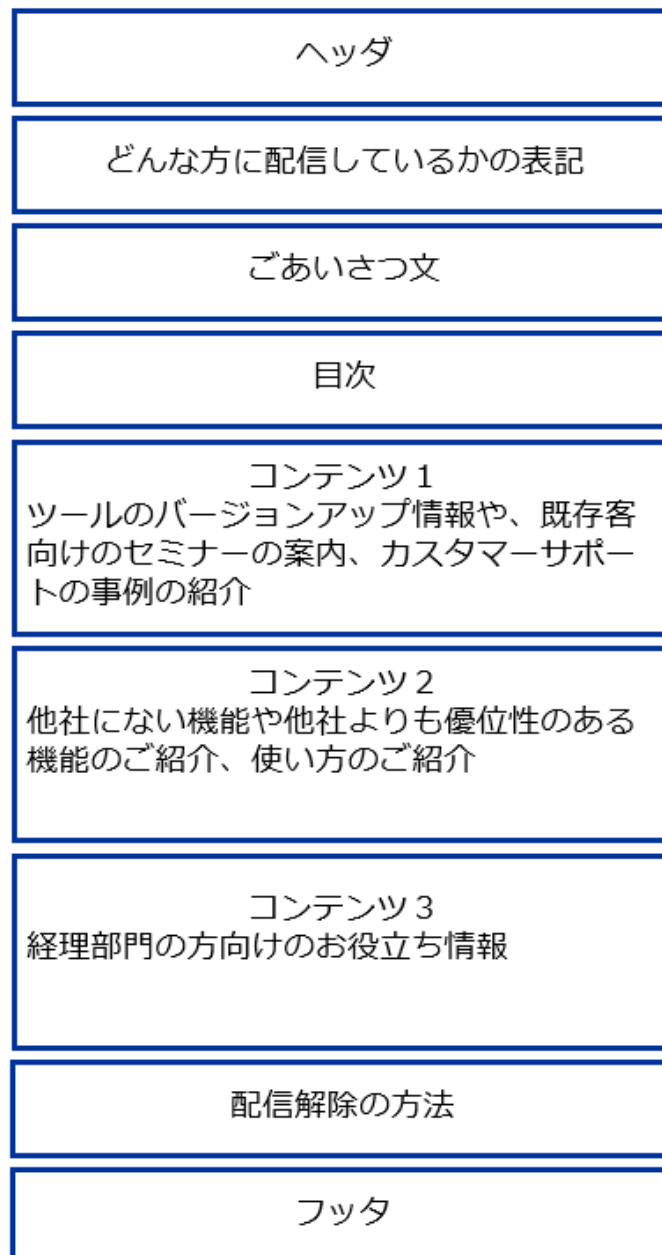 ヘッダ
どんな方に配信しているかの表記
ごあいさつ文
目次
コンテンツ１
ツールのバージョンアップ情報や、既存客
向けのセミナーの案内、カスタマーサポー
トの事例の紹介
コンテンツ２
他社にない機能や他社よりも優位性のある
機能のご紹介、使い方のご紹介
コンテンツ３
経理部門の方向けのお役立ち情報
配信解除の方法
フッタ